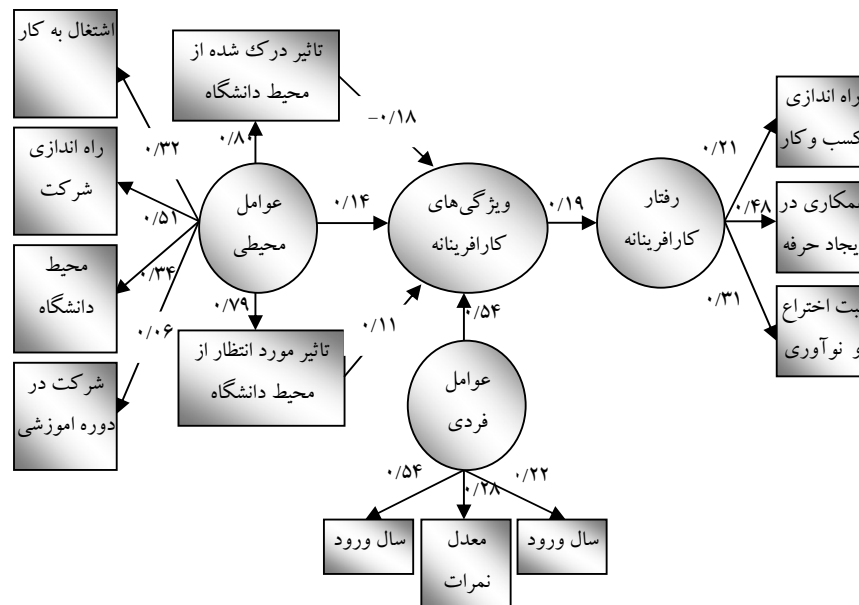 اشتغال به کار
تاثیر درک شده از
محیط دانشگاه
راه اندازی
کسب و کار
۰/۳۲
۰/۸۰
-۰/۱۸
۰/۲۱
راه اندازی
شرکت
۰/۵۱
عوامل
محیطی
۰/۱۴
ویژگی‌های
کارافرینانه
۰/۱۹
رفتار
کارافرینانه
۰/۴۸
همکاری در
ایجاد حرفه
محیط
دانشگاه
۰/۳۴
۰/۷۹
۰/۳۱
ثبت اختراع
و نوآوری
۰/۰۶
تاثیر مورد انتظار از
محیط دانشگاه
۰/۱۱
۰/۵۴
شرکت در
دوره اموزشی
عوامل
فردی
۰/۵۴
۰/۲۸
۰/۲۲
سال ورود
معدل
نمرات
سال ورود